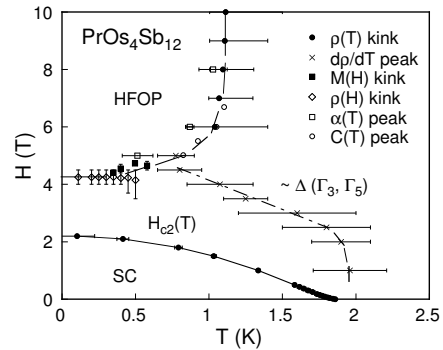 PrOs₄Sb₁₂
ρ(T) kink
dρ/dT peak
M(H) kink
ρ(H) kink
α(T) peak
C(T) peak
HFOP
~ Δ (Γ₃, Γ₅)
H_c2(T)
SC
H (T)
10
8
6
4
2
0
0 0.5 1 1.5 2 2.5
T (K)